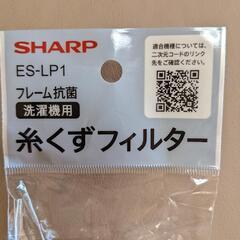 SHARP
ES-LP1
フレーム抗菌
洗濯機用
糸くずフィルター
適合機種については、
二次元コードのリンク
先をご確認ください。